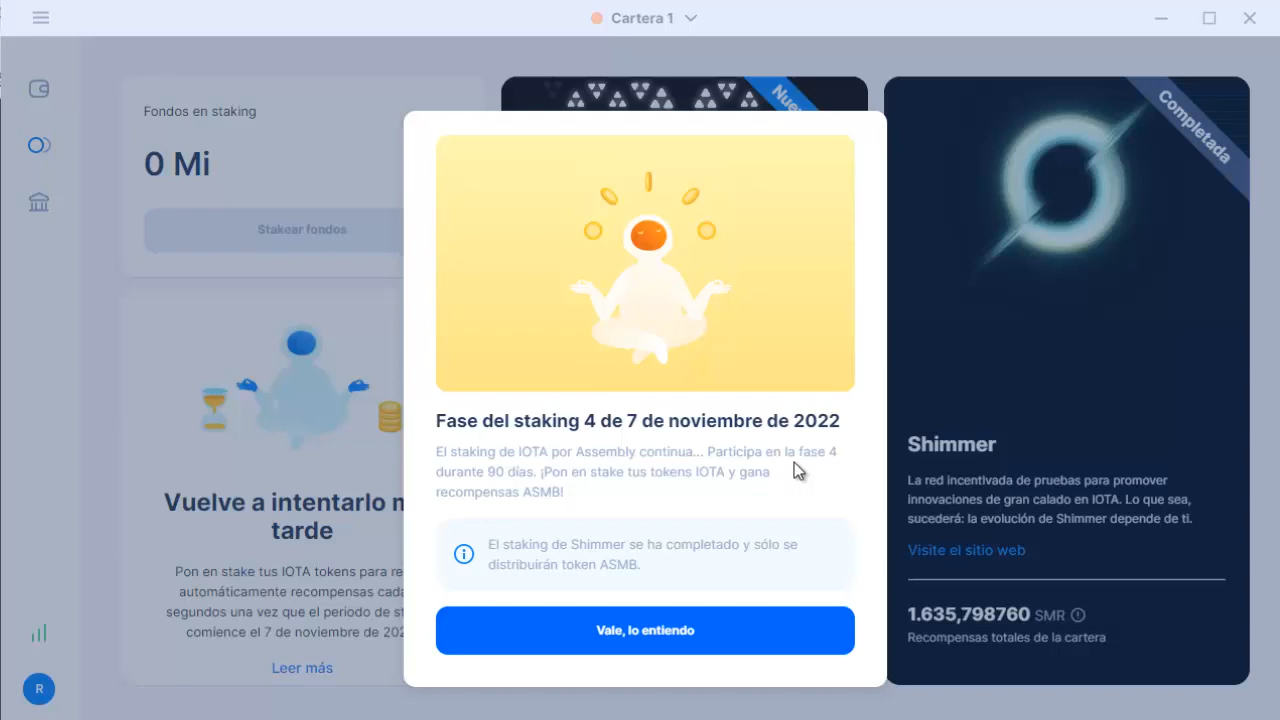 Cartera 1
Fondos en staking
0 Mi
Stakear fondos
Vuelve a intentarlo
tarde
Pon en stake tus IOTA tokens para
automáticamente recompensas
segundos una vez que el periodo de
comience el 7 de noviembre de
Leer más
Fase del staking 4 de 7 de noviembre de 2022
El staking de IOTA por Assembly continua... Participa en la fase 4
durante 90 días. ¡Pon en stake tus tokens IOTA y gana
recompensas ASMB!
El staking de Shimmer se ha completado y sólo se
distribuirán token ASMB.
Vale, lo entiendo
Completada
Shimmer
La red incentivada de pruebas para promover
innovaciones de gran calado en IOTA. Lo que sea,
sucederá: la evolución de Shimmer depende de ti.
Visite el sitio web
1.635,798760 SMR
Recompensas totales de la cartera
R